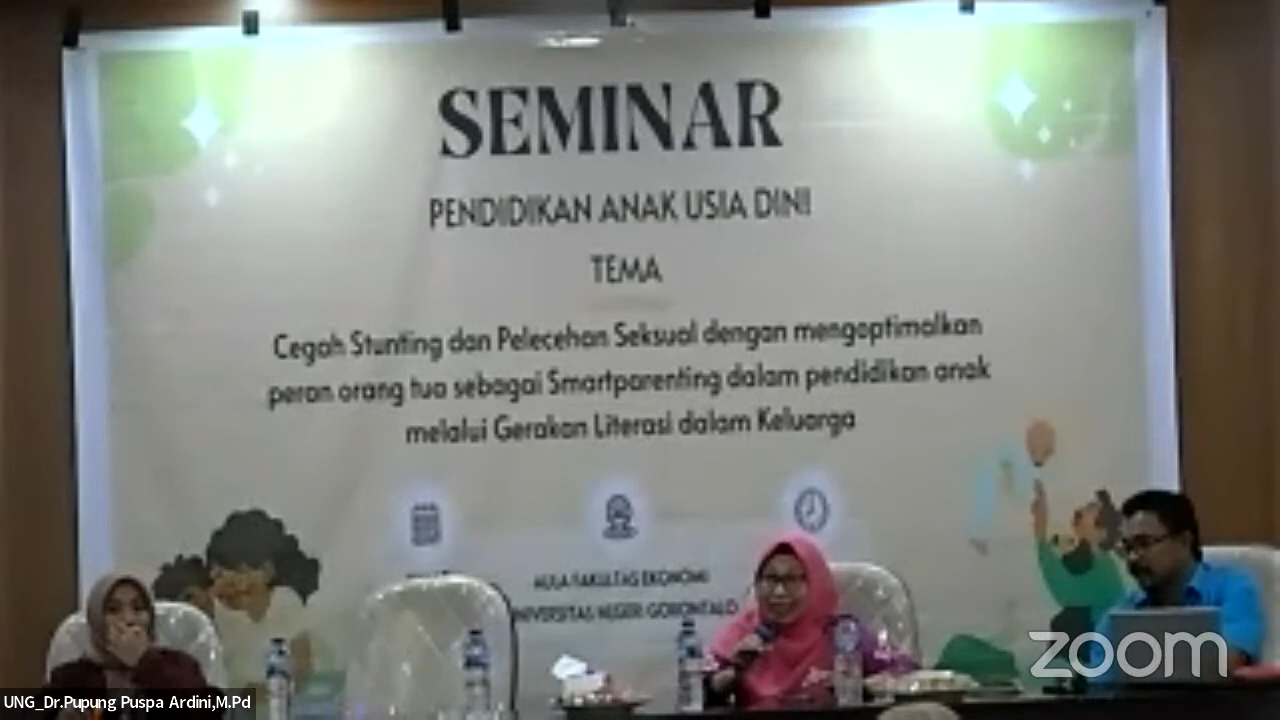 SEMINAR
PENDIDIKAN ANAK USIA DINI
TEMA
Cegah Stunting dan Pelecehan Seksual dengan mengoptimalkan
peran orang tua sebagai Smartparenting dalam pendidikan anak
melalui Gerakan Literasi dalam Keluarga
AULA FAKULTAS EKONOMI
UNIVERSITAS NEGERI GORONTALO
zoom
UNG_Dr.Pupung Puspa Ardini,M.Pd